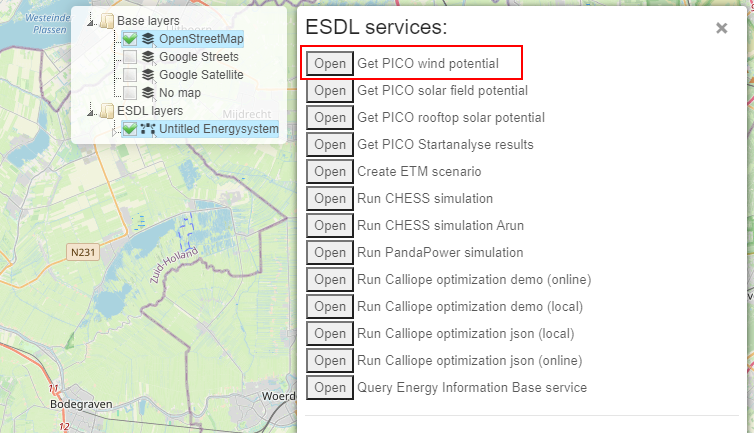 Westeinde
Plassen
Base layers
OpenStreetMap
Google Streets
Google Satellite
No map
ESDL layers
Untitled Energysystem
Mijdrecht
N231
Zuid-Holland
11
Bodegraven
12
Woerde
ESDL services:
×
Open Get PICO wind potential
Open Get PICO solar field potential
Open Get PICO rooftop solar potential
Open Get PICO Startanalyse results
Open Create ETM scenario
Open Run CHESS simulation
Open Run CHESS simulation Arun
Open Run PandaPower simulation
Open Run Calliope optimization demo (online)
Open Run Calliope optimization demo (local)
Open Run Calliope optimization json (local)
Open Run Calliope optimization json (online)
Open Query Energy Information Base service